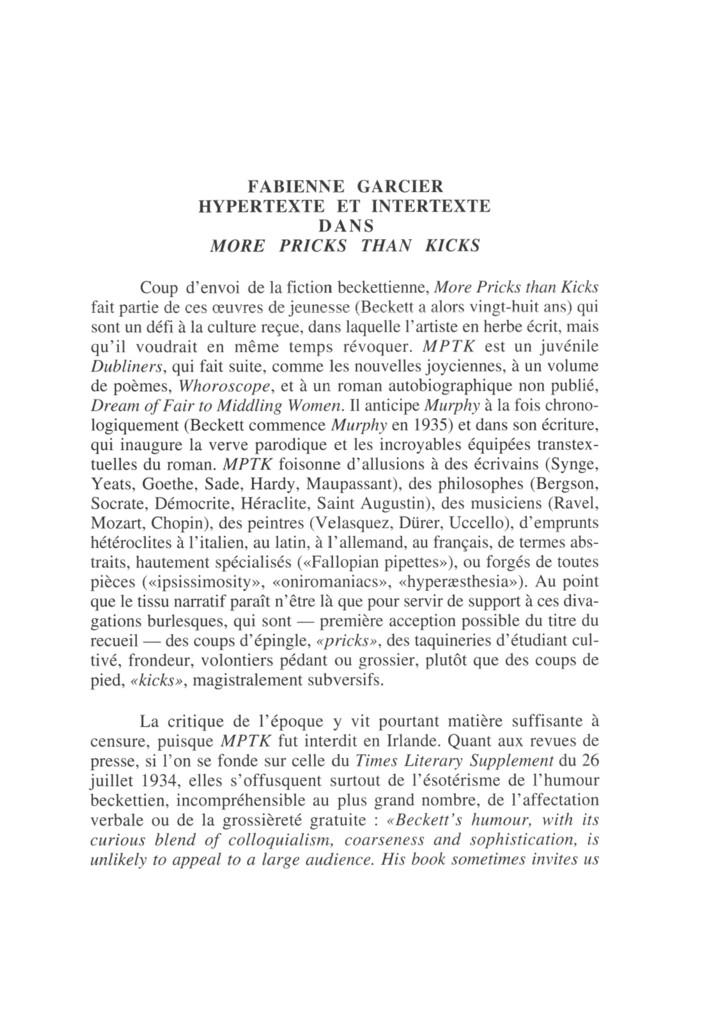 FABIENNE GARCIER
HYPERTEXTE ET INTERTEXTE
DANS
MORE PRICKS THAN KICKS
Coup d'envoi de la fiction beckettienne, More Pricks than Kicks
fait partie de ces œuvres de jeunesse (Beckett a alors vingt-huit ans) qui
sont un défi à la culture reçue, dans laquelle l'artiste en herbe écrit, mais
qu'il voudrait en même temps révoquer. MPTK est un juvénile
Dubliners, qui fait suite, comme les nouvelles joyciennes, à un volume
de poèmes, Whoroscope, et à un roman autobiographique non publié,
Dream of Fair to Middling Women. Il anticipe Murphy à la fois chrono-
logiquement (Beckett commence Murphy en 1935) et dans son écriture,
qui inaugure la verve parodique et les incroyables équipées transtex-
tuelles du roman. MPTK foisonne d'allusions à des écrivains (Synge,
Yeats, Goethe, Sade, Hardy, Maupassant), des philosophes (Bergson,
Socrate, Démocrite, Héraclite, Saint Augustin), des musiciens (Ravel,
Mozart, Chopin), des peintres (Velasquez, Dürer, Uccello), d'emprunts
hétéroclites à l'italien, au latin, à l'allemand, au français, de termes abs-
traits, hautement spécialisés («Fallopian pipettes»), ou forgés de toutes
pièces («ipsissimosity», «oniromaniacs», «hyperæsthesia»). Au point
que le tissu narratif paraît n'être là que pour servir de support à ces diva-
gations burlesques, qui sont — première acception possible du titre du
recueil — des coups d'épingle, «pricks», des taquineries d'étudiant cul-
tivé, frondeur, volontiers pédant ou grossier, plutôt que des coups de
pied, «kicks», magistralement subversifs.
La critique de l'époque y vit pourtant matière suffisante à
censure, puisque MPTK fut interdit en Irlande. Quant aux revues de
presse, si l'on se fonde sur celle du Times Literary Supplement du 26
juillet 1934, elles s'offusquent surtout de l'ésotérisme de l'humour
beckettien, incompréhensible au plus grand nombre, de l'affectation
verbale ou de la grossièreté gratuite : «Beckett's humour, with its
curious blend of colloquialism, coarseness and sophistication, is
unlikely to appeal to a large audience. His book sometimes invites us